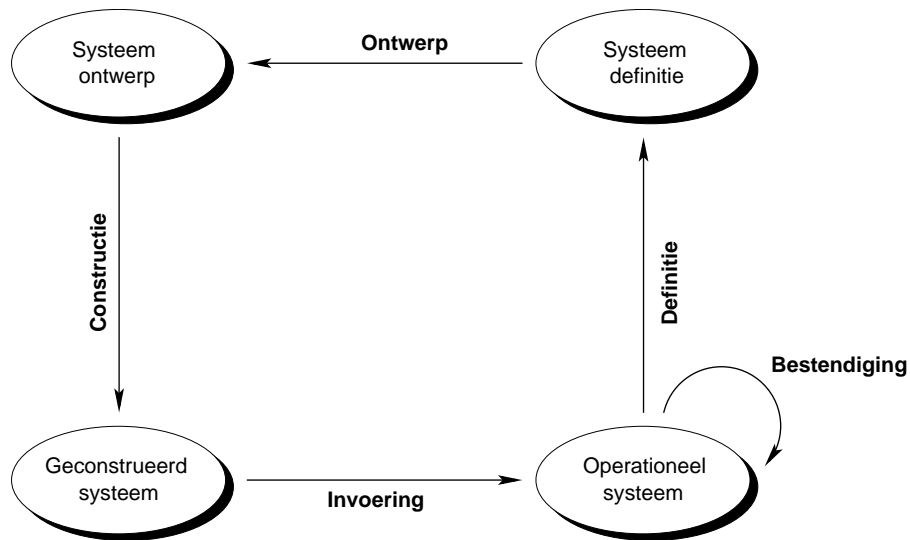 Systeem
ontwerp
Ontwerp
Systeem
definitie
Constructie
Definitie
Bestendiging
Geconstrueerd
systeem
Invoering
Operationeel
systeem